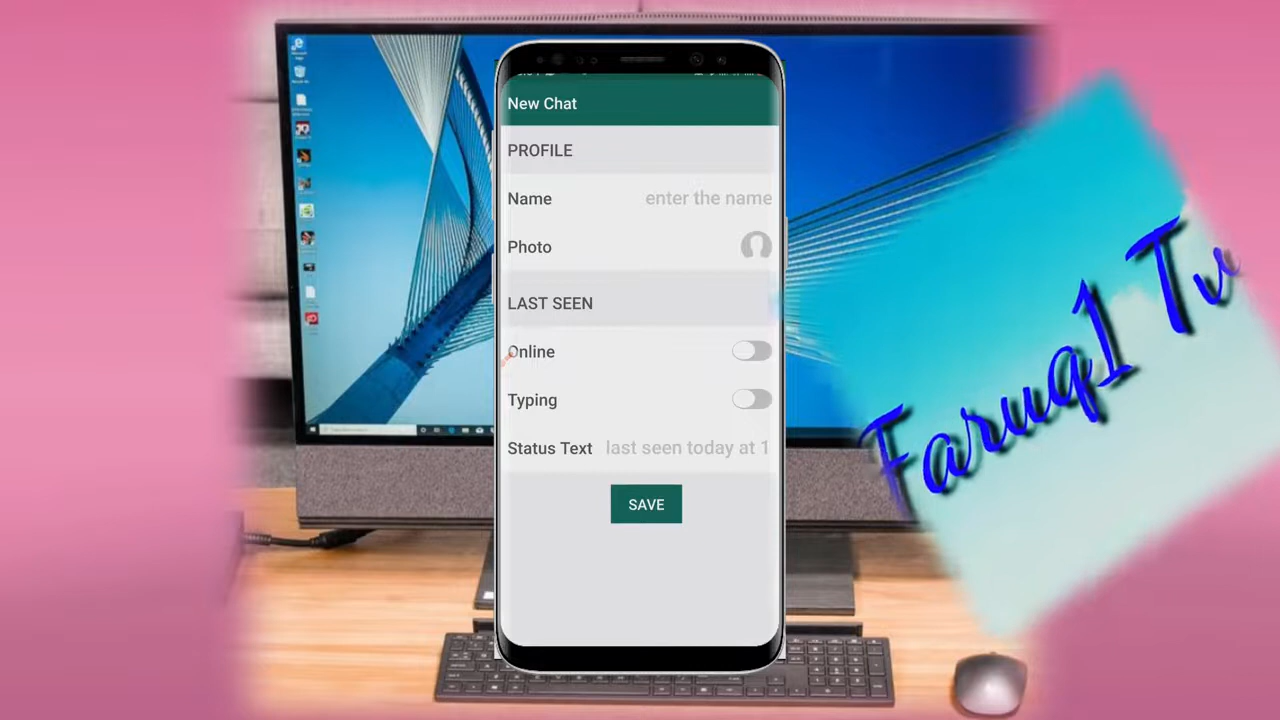 New Chat
PROFILE
Name enter the name
Photo
LAST SEEN
Online
Typing
Status Text last seen today at 1
SAVE
Faruq1 Tv